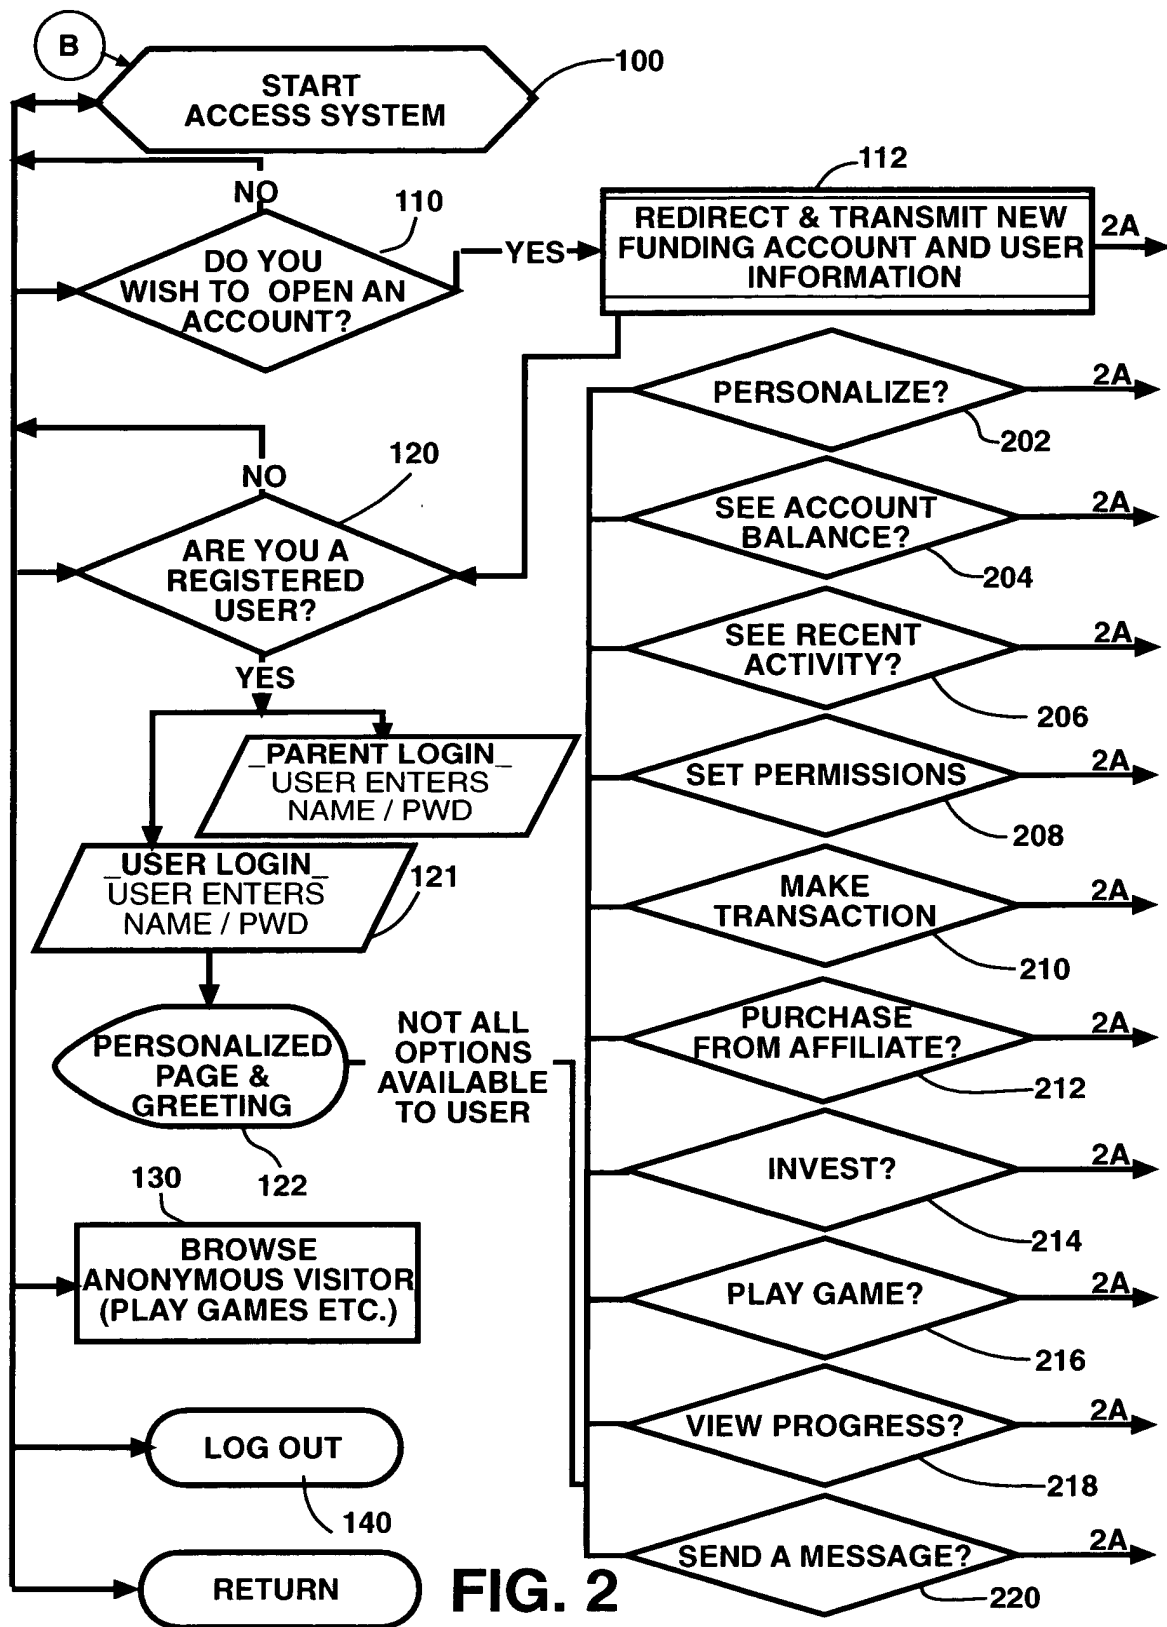 B
START
ACCESS SYSTEM
100
NO
110
DO YOU
WISH TO OPEN AN
ACCOUNT?
YES
112
REDIRECT & TRANSMIT NEW
FUNDING ACCOUNT AND USER
INFORMATION
2A
NO
120
ARE YOU A
REGISTERED
USER?
YES
_PARENT LOGIN_
USER ENTERS
NAME / PWD
_USER LOGIN_
USER ENTERS
NAME / PWD
121
PERSONALIZED
PAGE &
GREETING
122
NOT ALL
OPTIONS
AVAILABLE
TO USER
130
BROWSE
ANONYMOUS VISITOR
(PLAY GAMES ETC.)
LOG OUT
140
RETURN
PERSONALIZE?
2A
202
SEE ACCOUNT
BALANCE?
2A
204
SEE RECENT
ACTIVITY?
2A
206
SET PERMISSIONS
2A
208
MAKE
TRANSACTION
2A
210
PURCHASE
FROM AFFILIATE?
2A
212
INVEST?
2A
214
PLAY GAME?
2A
216
VIEW PROGRESS?
2A
218
SEND A MESSAGE?
2A
220
FIG. 2